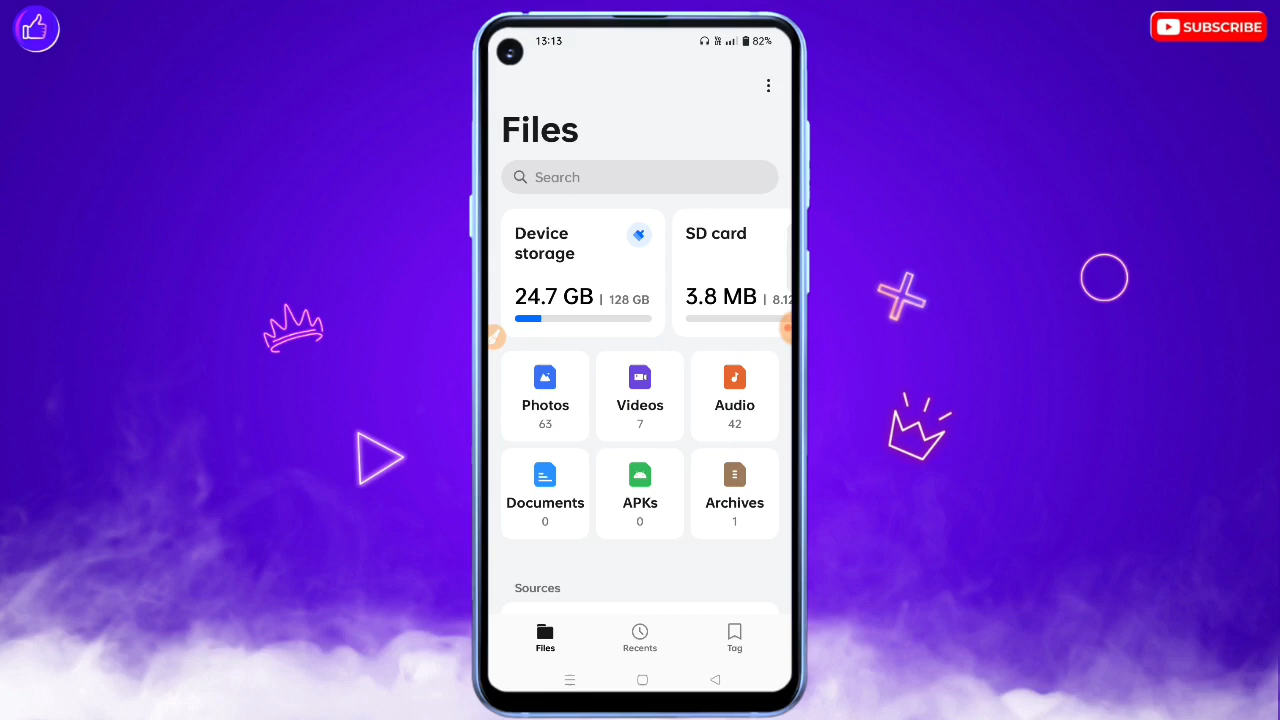 SUBSCRIBE
13:13
82%
Files
Search
Device storage
SD card
24.7 GB | 128 GB
3.8 MB | 8.12
Photos
63
Videos
7
Audio
42
Documents
0
APKs
0
Archives
1
Sources
Files
Recents
Tag